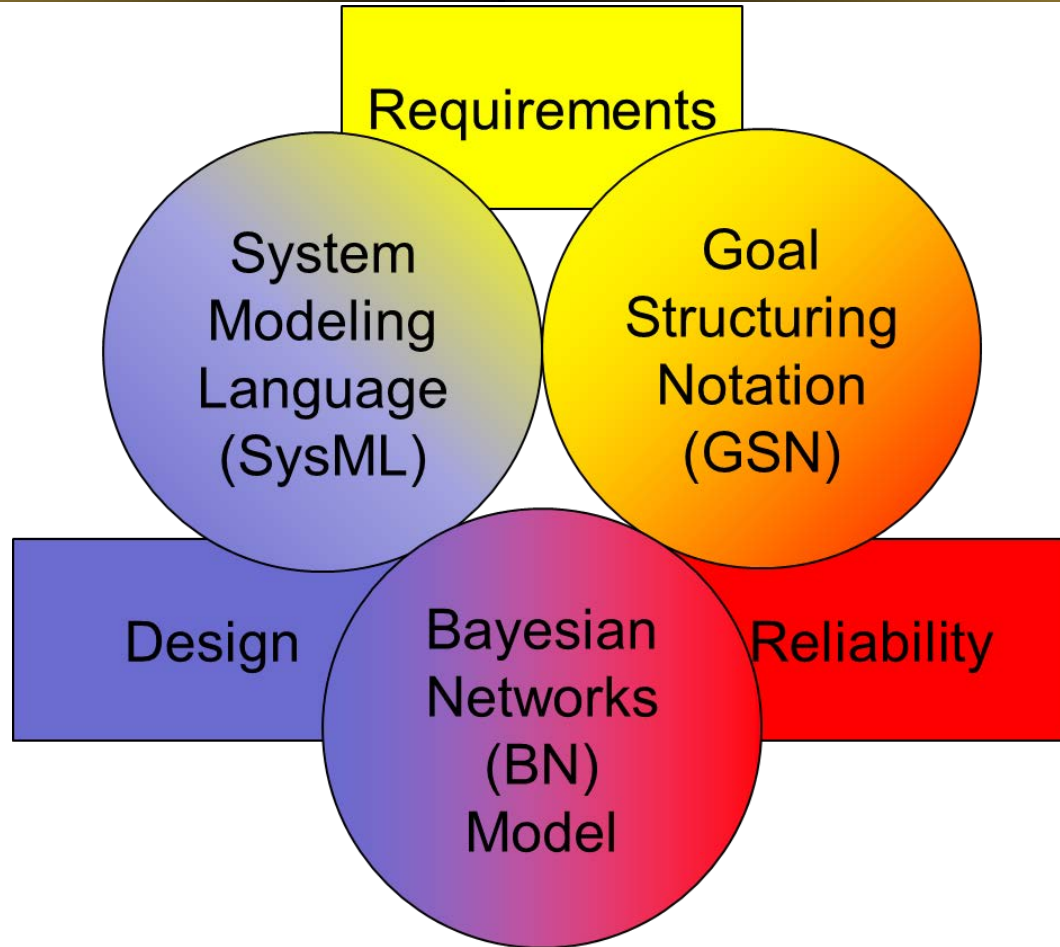 Requirements
System
Modeling
Language
(SysML)
Goal
Structuring
Notation
(GSN)
Design
Bayesian
Networks
(BN)
Model
Reliability